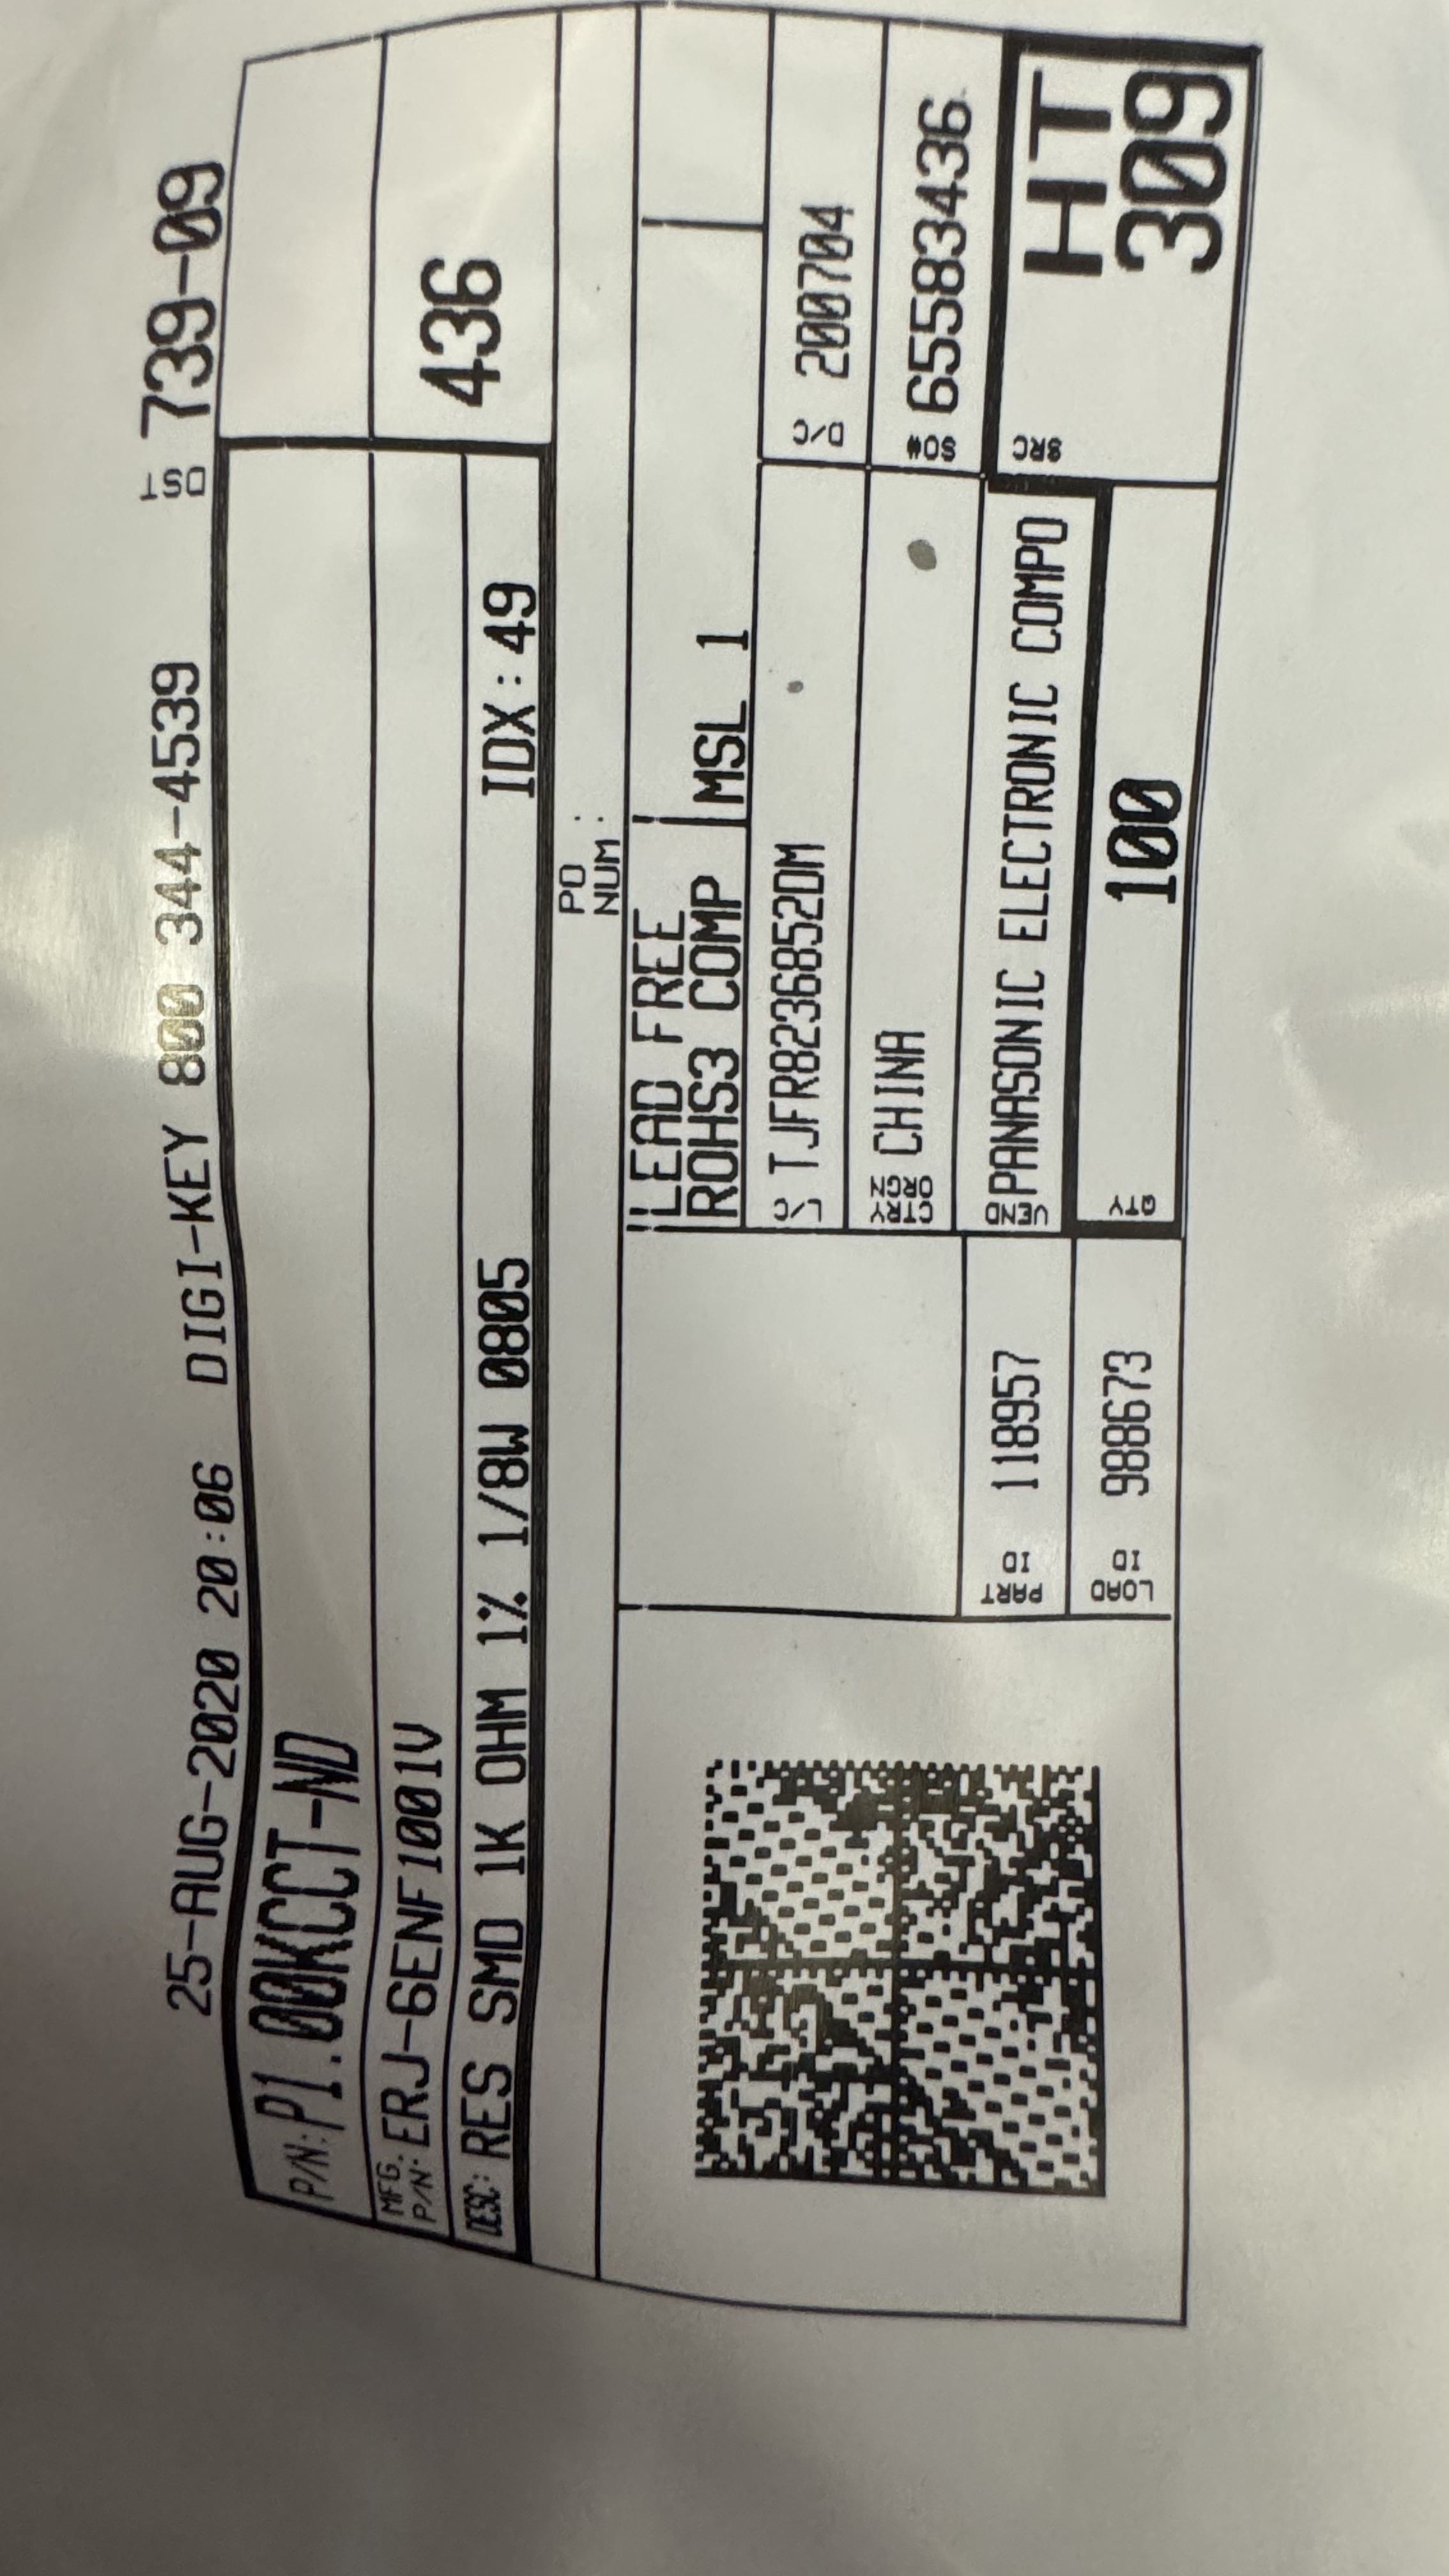 25-AUG-2020 20:06 DIGI-KEY 800 344-4539 DST 739-09
P/N: P1.00KCCT-ND
MFG. P/N: ERJ-6ENF1001V
436
DESC: RES SMD 1K OHM 1% 1/8W 0805 IDX: 49
PO NUM:
LEAD FREE
ROHS3 COMP
MSL 1
L/C TJFR8236852DM
D/C 200704
CTRY ORGN CHINA
SO# 65583436
PART ID 118957
VEND PANASONIC ELECTRONIC COMPO
SRC HT 309
LOAD ID 988673
QTY 100